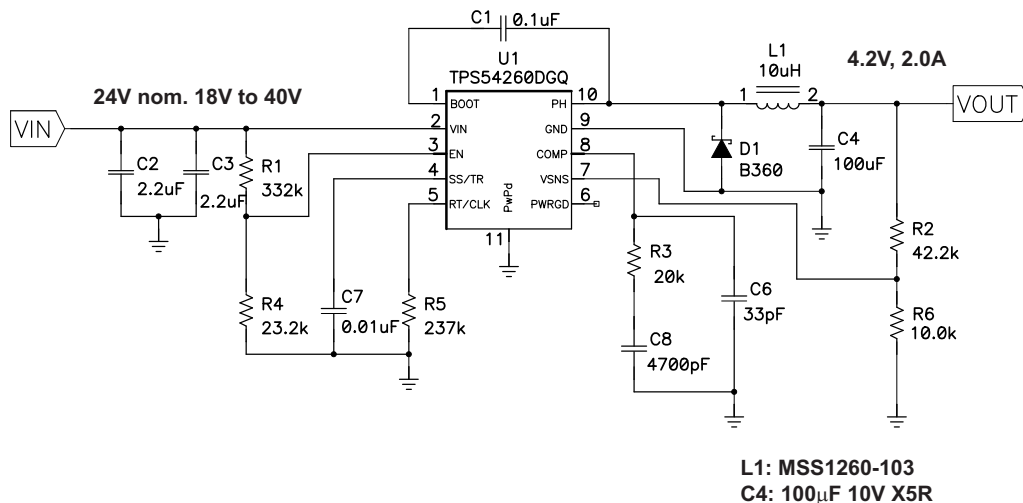 C1
0.1uF
U1
TPS54260DGQ
L1
10uH
4.2V, 2.0A
24V nom. 18V to 40V
VIN
VOUT
1 BOOT
2 VIN
3 EN
4 SS/TR
5 RT/CLK
PH 10
GND 9
COMP 8
VSNS 7
PWRGD 6
PwPd
11
1
2
C2
2.2uF
C3
2.2uF
R1
332k
D1
B360
C4
100uF
R2
42.2k
R4
23.2k
C7
0.01uF
R5
237k
R3
20k
C6
33pF
C8
4700pF
R6
10.0k
L1: MSS1260-103
C4: 100μF 10V X5R